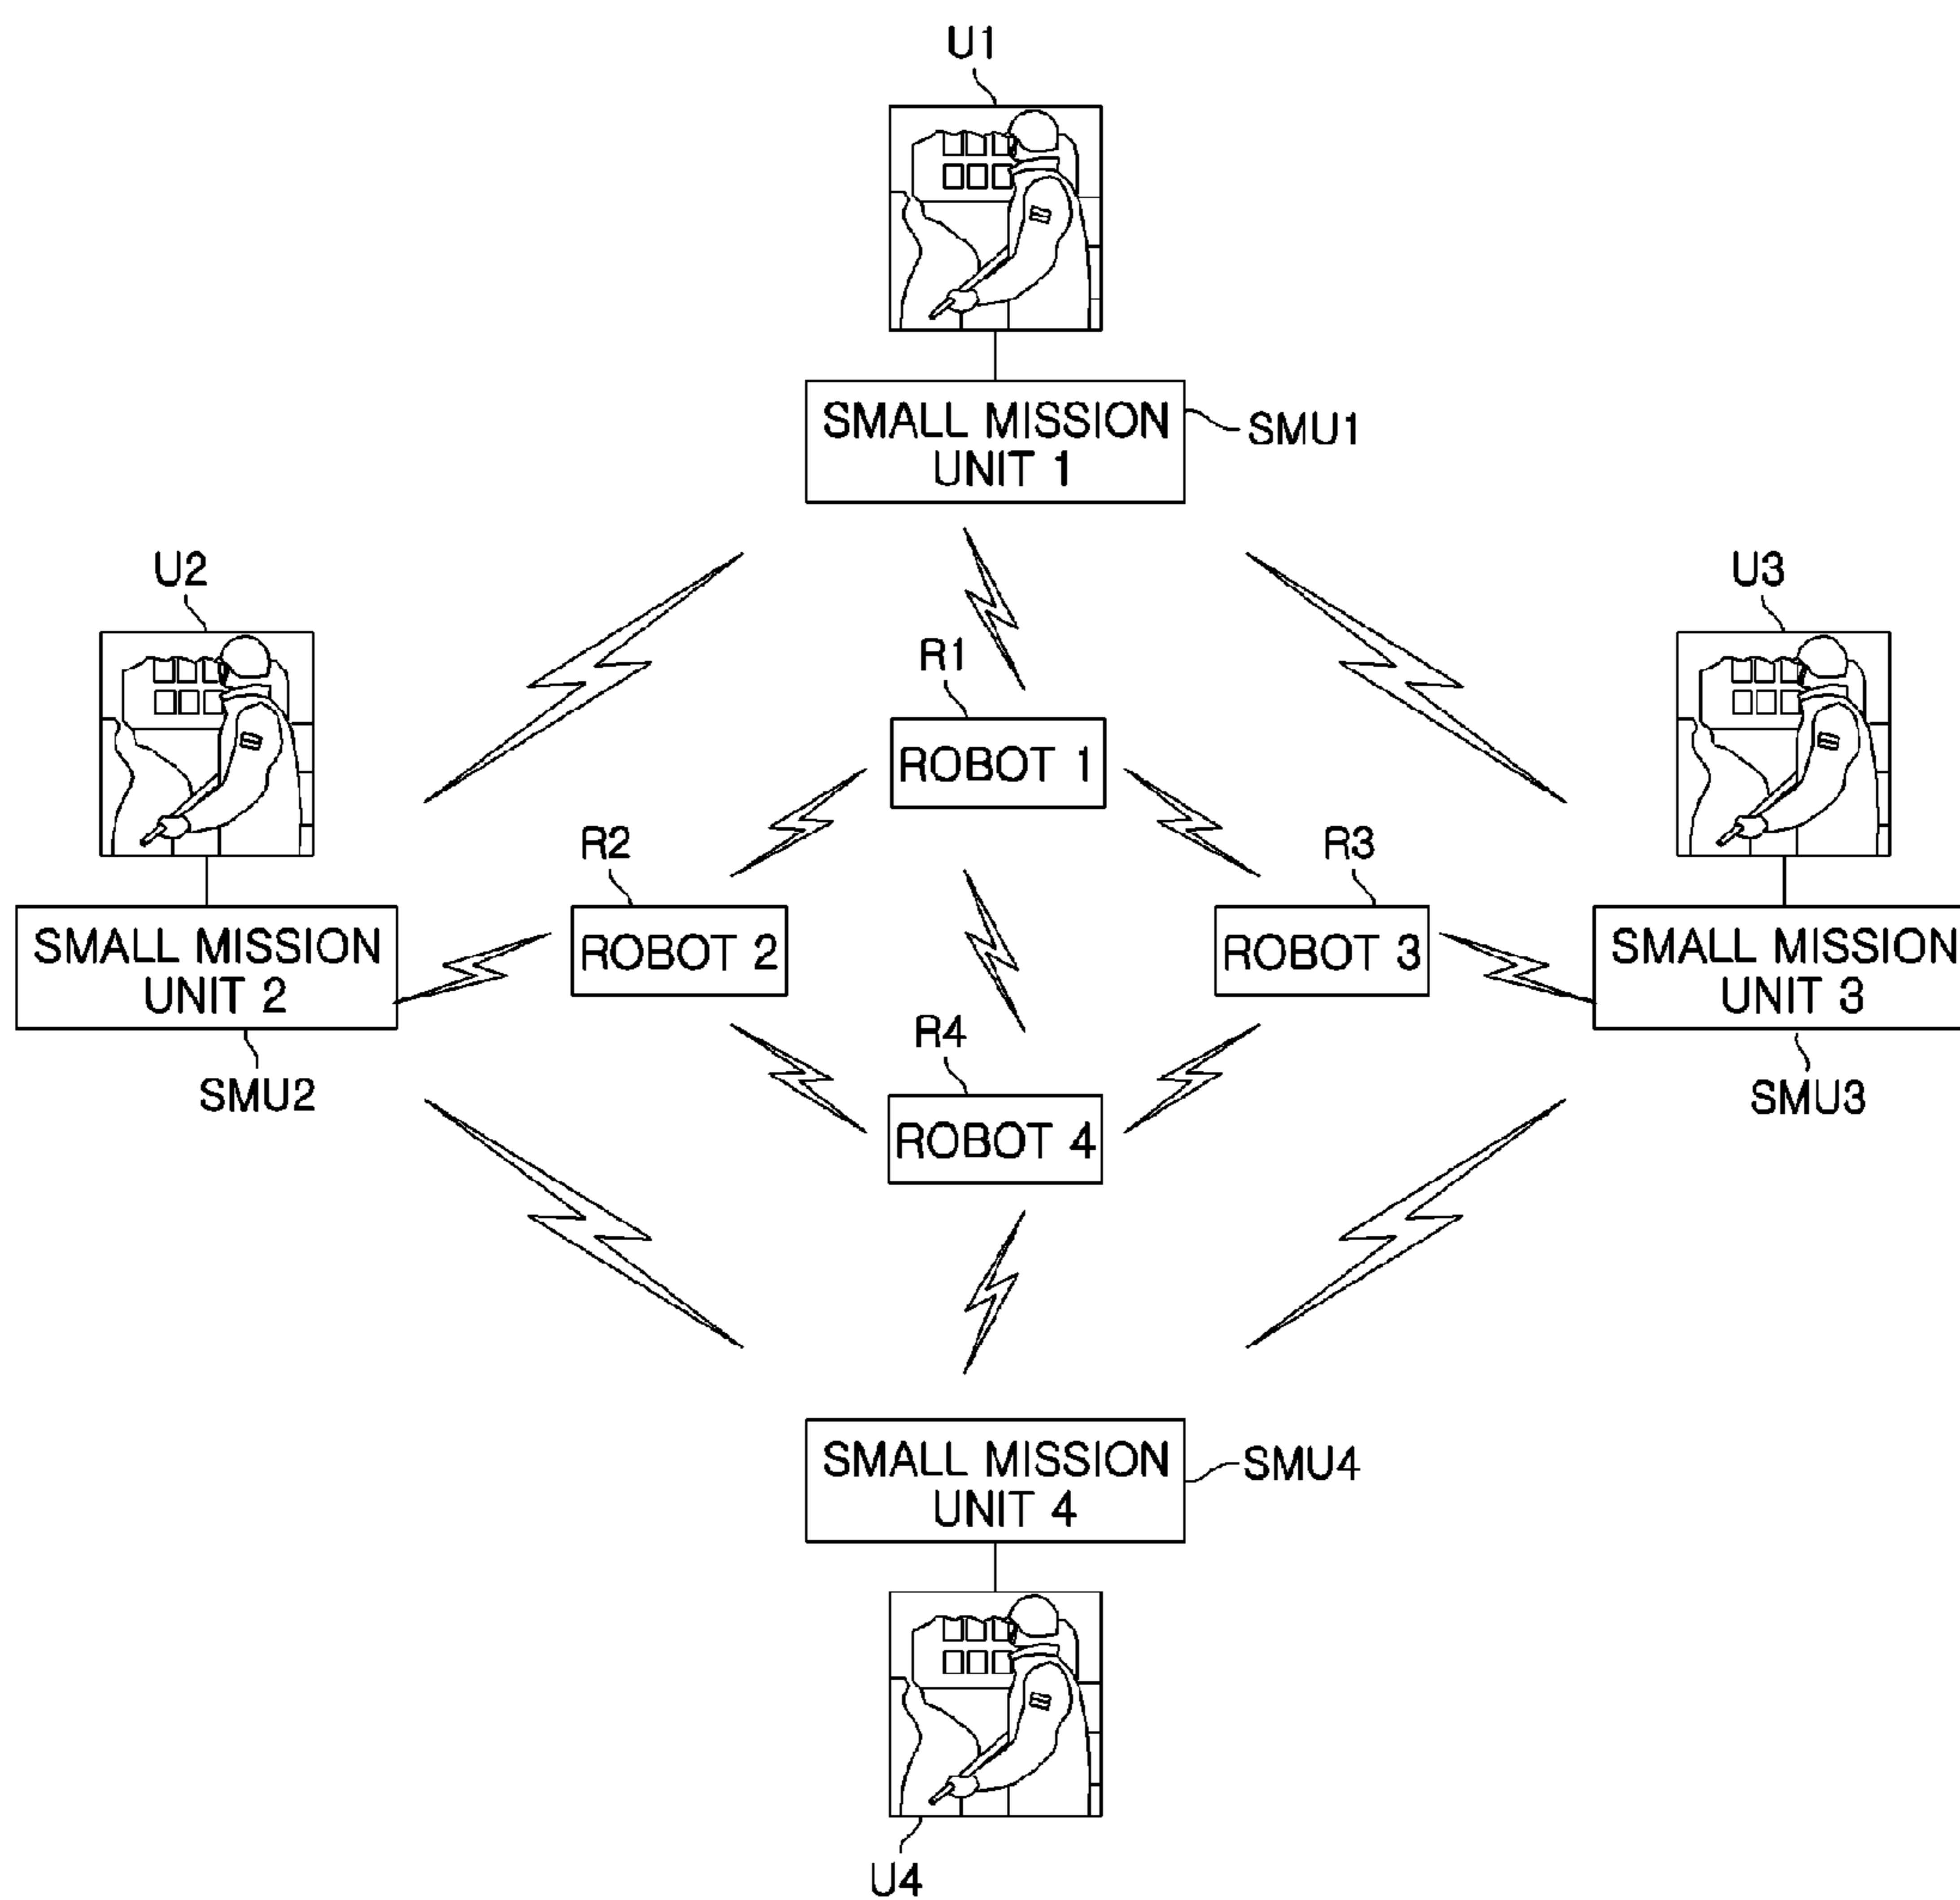 U1
SMALL MISSION
UNIT 1
SMU1
U2
U3
R1
ROBOT 1
R2
R3
SMALL MISSION
UNIT 2
ROBOT 2
ROBOT 3
SMALL MISSION
UNIT 3
SMU2
R4
SMU3
ROBOT 4
SMALL MISSION
UNIT 4
SMU4
U4